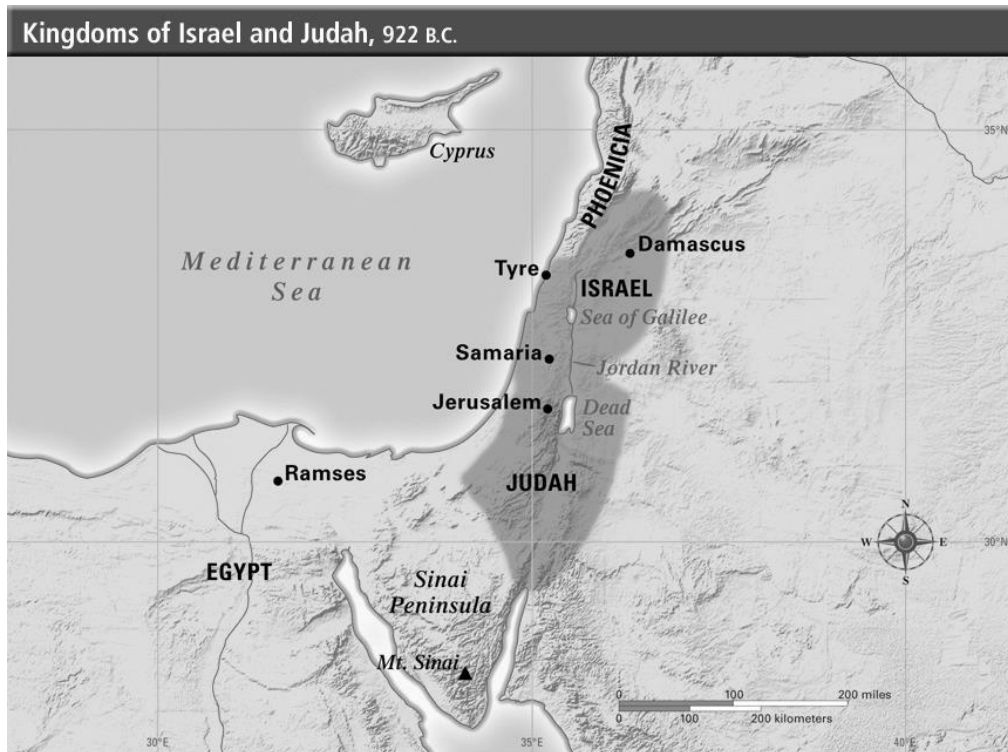 Kingdoms of Israel and Judah, 922 B.C.
Cyprus
PHOENICIA
35°N
Mediterranean
Sea
Damascus
Tyre
ISRAEL
Sea of Galilee
Samaria
Jordan River
Jerusalem
Dead
Sea
Ramses
JUDAH
N
W
E
S
30°N
EGYPT
Sinai
Peninsula
Mt. Sinai
0 100 200 miles
0 100 200 kilometers
30°E
35°E
40°E